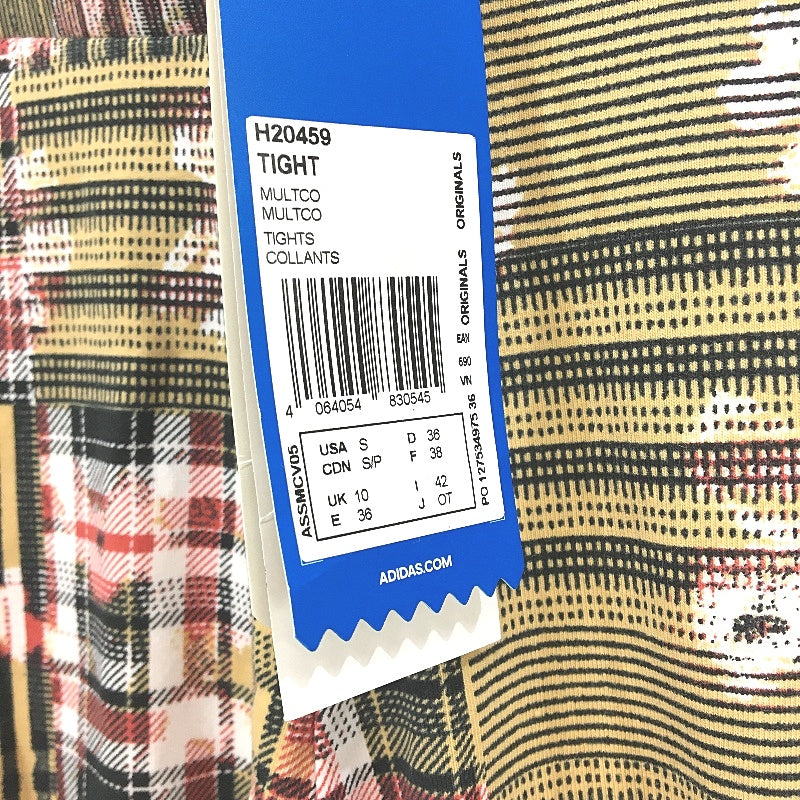 H20459
TIGHT
MULTCO
MULTCO
TIGHTS
COLLANTS
ORIGINALS
ORIGINALS
EAN
690
VN
4 064054 830545
ASSMCV05
USA S D 36
CDN S/P F 38
UK 10 I 42
E 36 J OT
PO 127534975 36
ADIDAS.COM